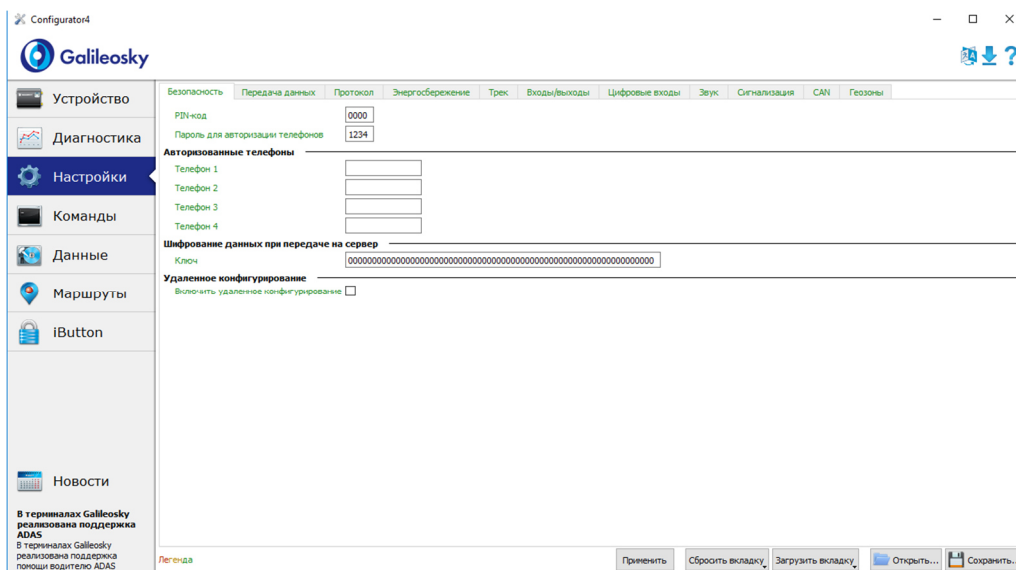 Configurator4
Galileosky
Устройство
Диагностика
Настройки
Команды
Данные
Маршруты
iButton
Новости
В терминалах Galileosky
реализована поддержка
ADAS
В терминалах Galileosky
реализована поддержка
помощи водителю ADAS
Безопасность Передача данных Протокол Энергосбережение Трек Входы/выходы Цифровые входы Звук Сигнализация CAN Геозоны
PIN-код 0000
Пароль для авторизации телефонов 1234
Авторизованные телефоны
Телефон 1
Телефон 2
Телефон 3
Телефон 4
Шифрование данных при передаче на сервер
Ключ 0000000000000000000000000000000000000000000000000000000000000000
Удаленное конфигурирование
Включить удаленное конфигурирование
Легенда Применить Сбросить вкладку Загрузить вкладку Открыть... Сохранить...